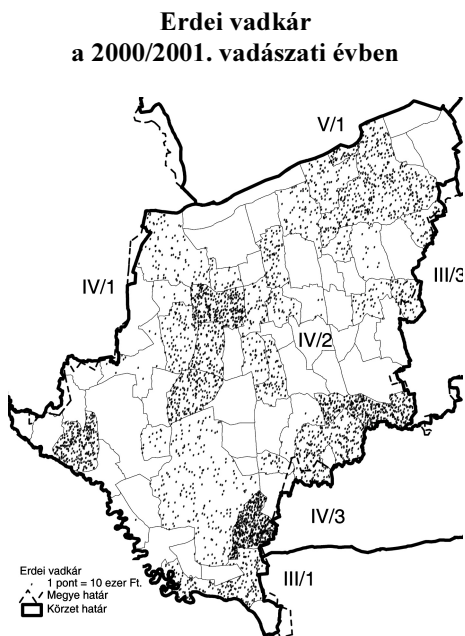 Erdei vadkár
a 2000/2001. vadászati évben
V/1
III/3
IV/1
IV/2
IV/3
III/1
Erdei vadkár
1 pont = 10 ezer Ft.
Megye határ
Körzet határ